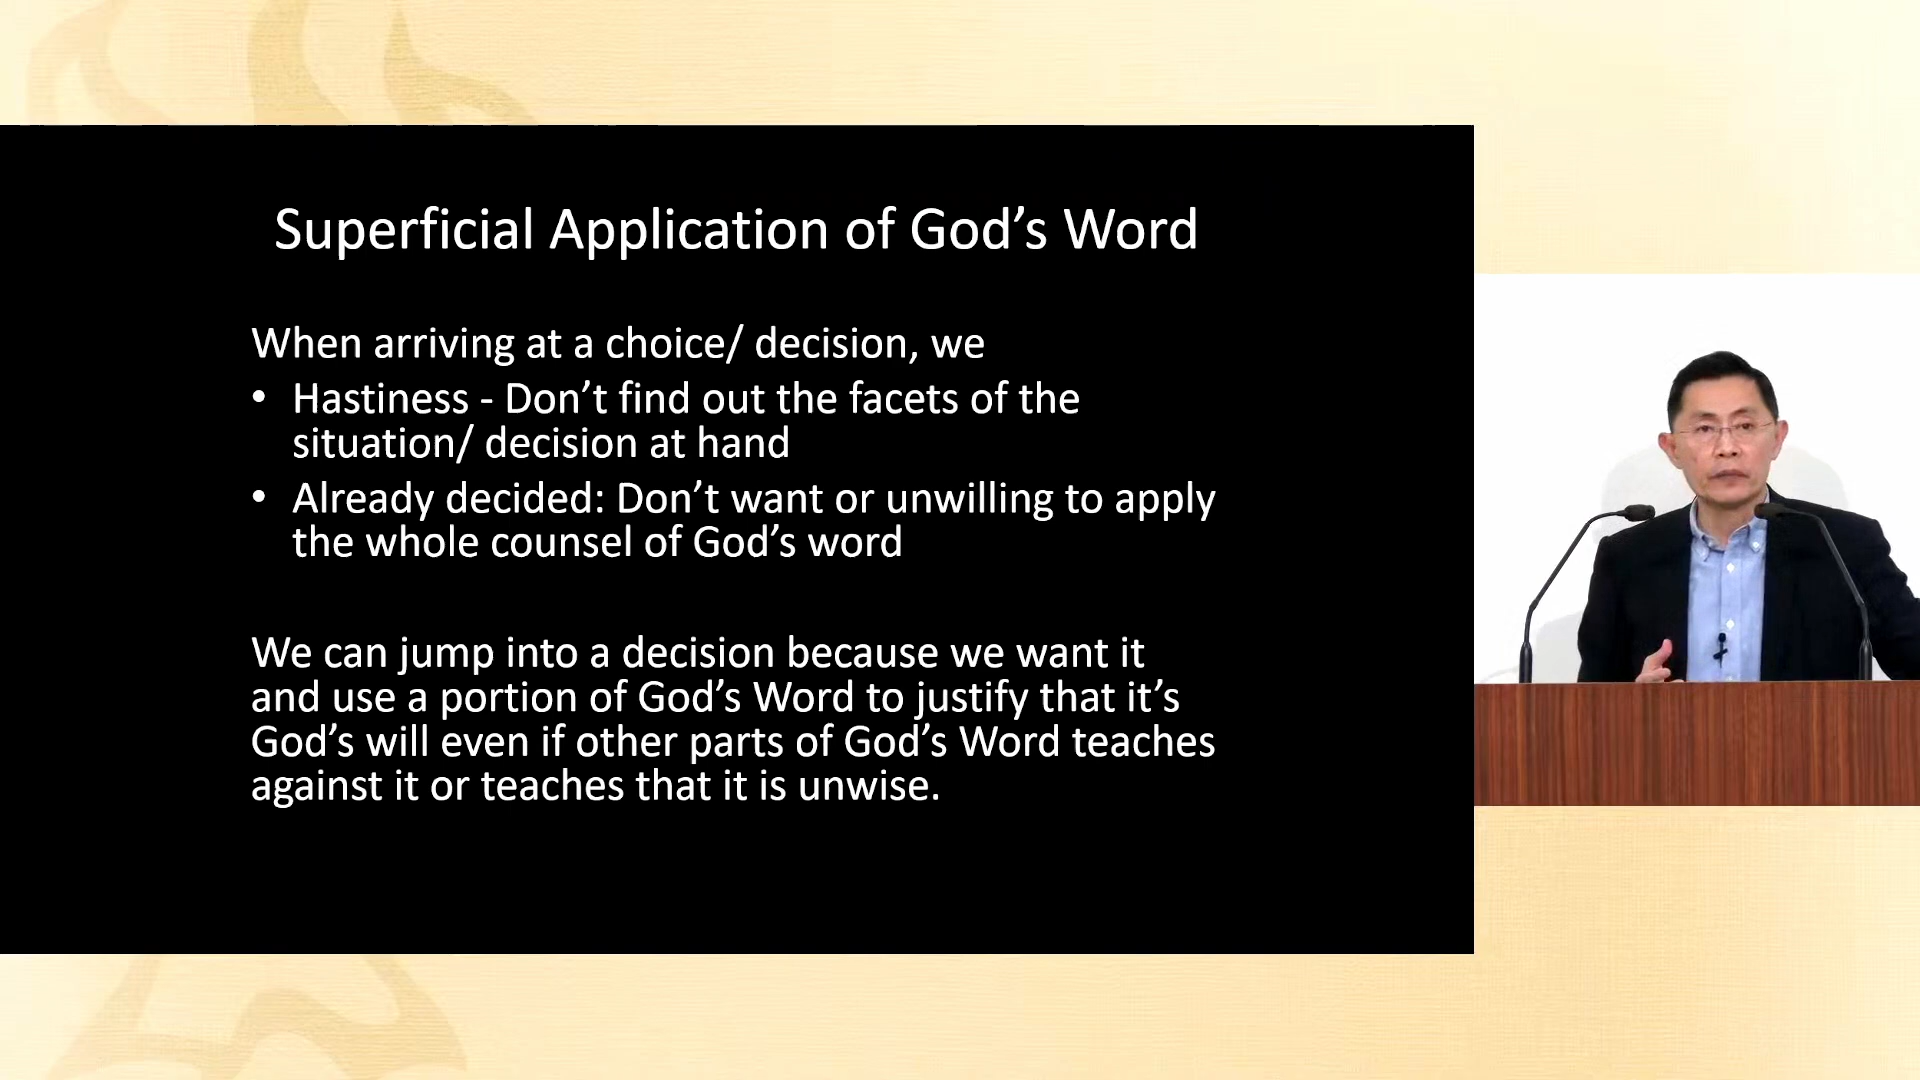 Superficial Application of God’s Word
When arriving at a choice/ decision, we
• Hastiness - Don’t find out the facets of the
situation/ decision at hand
• Already decided: Don’t want or unwilling to apply
the whole counsel of God’s word
We can jump into a decision because we want it
and use a portion of God’s Word to justify that it’s
God’s will even if other parts of God’s Word teaches
against it or teaches that it is unwise.